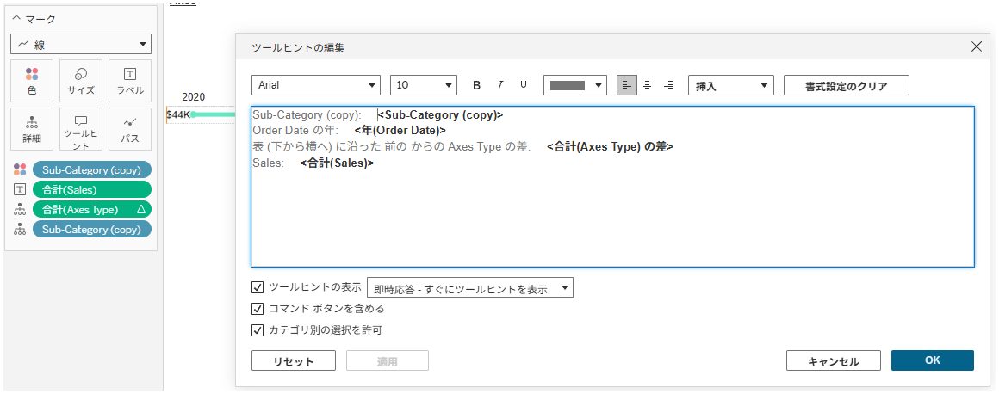 マーク
線
色
サイズ
ラベル
詳細
ツールヒ
ント
パス
Sub-Category (copy)
合計(Sales)
合計(Axes Type) △
Sub-Category (copy)
2020
$44K
ツールヒントの編集
Arial
10
B I U
挿入
書式設定のクリア
Sub-Category (copy): <Sub-Category (copy)>
Order Date の年: <年(Order Date)>
表 (下から横へ) に沿った 前の からの Axes Type の差: <合計(Axes Type) の差>
Sales: <合計(Sales)>
ツールヒントの表示
即時応答 - すぐにツールヒントを表示
コマンド ボタンを含める
カテゴリ別の選択を許可
リセット
適用
キャンセル
OK